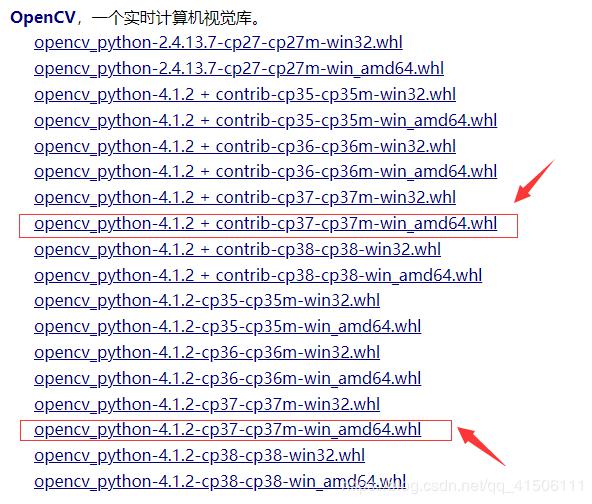 OpenCV，一个实时计算机视觉库。
opencv_python-2.4.13.7-cp27-cp27m-win32.whl
opencv_python-2.4.13.7-cp27-cp27m-win_amd64.whl
opencv_python-4.1.2 + contrib-cp35-cp35m-win32.whl
opencv_python-4.1.2 + contrib-cp35-cp35m-win_amd64.whl
opencv_python-4.1.2 + contrib-cp36-cp36m-win32.whl
opencv_python-4.1.2 + contrib-cp36-cp36m-win_amd64.whl
opencv_python-4.1.2 + contrib-cp37-cp37m-win32.whl
opencv_python-4.1.2 + contrib-cp37-cp37m-win_amd64.whl
opencv_python-4.1.2 + contrib-cp38-cp38-win32.whl
opencv_python-4.1.2 + contrib-cp38-cp38-win_amd64.whl
opencv_python-4.1.2-cp35-cp35m-win32.whl
opencv_python-4.1.2-cp35-cp35m-win_amd64.whl
opencv_python-4.1.2-cp36-cp36m-win32.whl
opencv_python-4.1.2-cp36-cp36m-win_amd64.whl
opencv_python-4.1.2-cp37-cp37m-win32.whl
opencv_python-4.1.2-cp37-cp37m-win_amd64.whl
opencv_python-4.1.2-cp38-cp38-win32.whl
opencv_python-4.1.2-cp38-cp38-win_amd64.whl
blog.csdn.net/qq_41506111